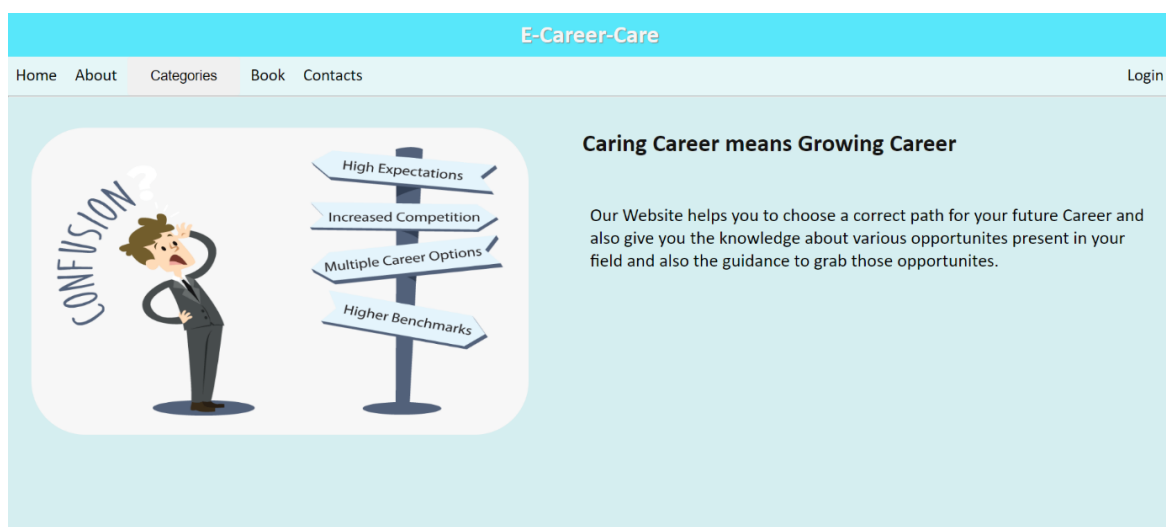 E-Career-Care
Home About Categories Book Contacts Login
CONFUSION
?
High Expectations
Increased Competition
Multiple Career Options
Higher Benchmarks
Caring Career means Growing Career
Our Website helps you to choose a correct path for your future Career and
also give you the knowledge about various opportunites present in your
field and also the guidance to grab those opportunites.